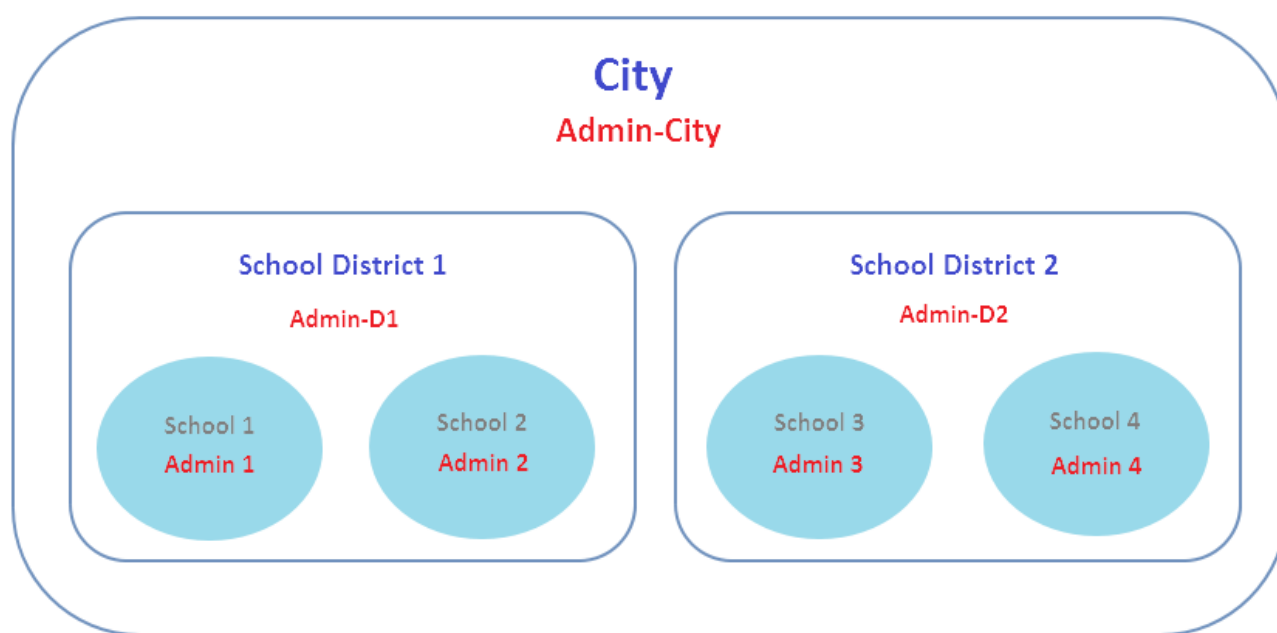 City
Admin-City
School District 1
Admin-D1
School 1
Admin 1
School 2
Admin 2
School District 2
Admin-D2
School 3
Admin 3
School 4
Admin 4